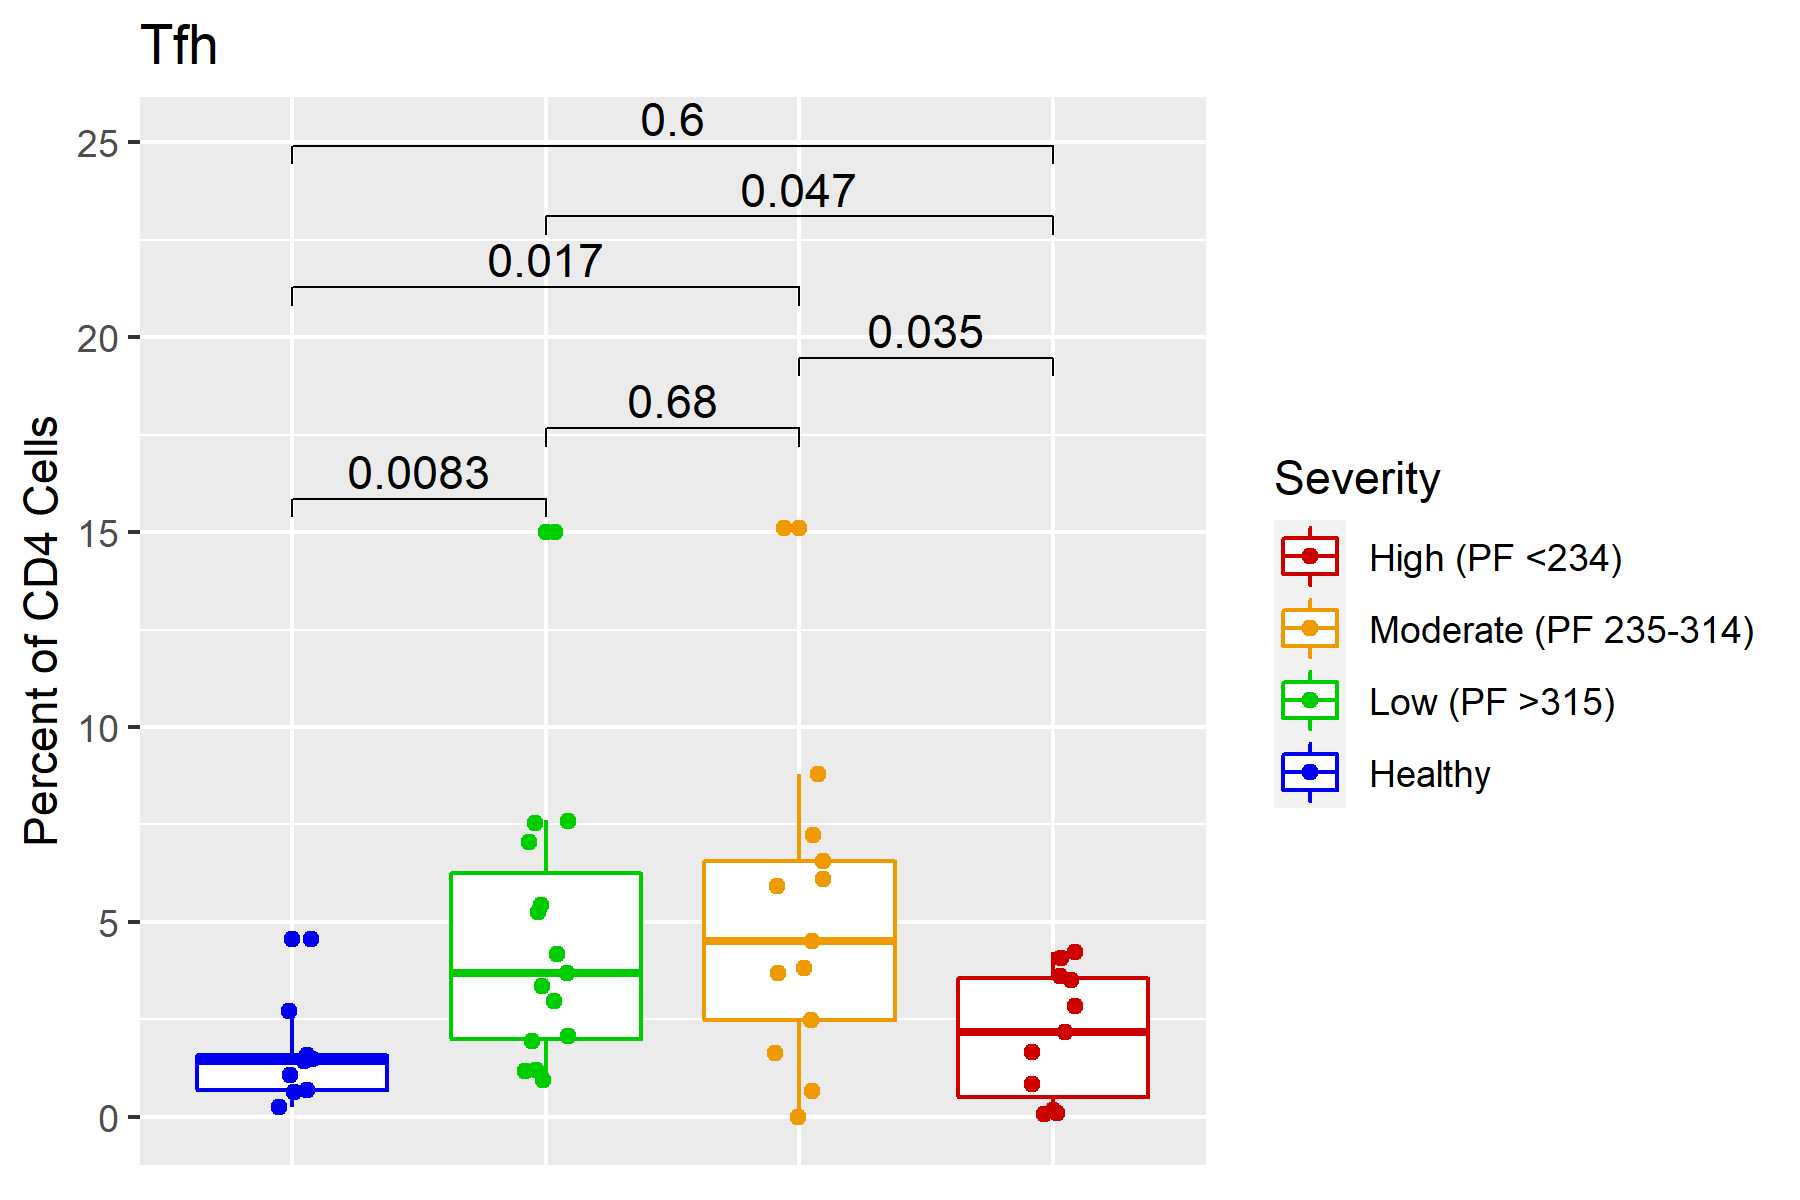 Tfh
25
20
15
10
5
0
Percent of CD4 Cells
0.6
0.047
0.017
0.035
0.68
0.0083
Severity
High (PF <234)
Moderate (PF 235-314)
Low (PF >315)
Healthy